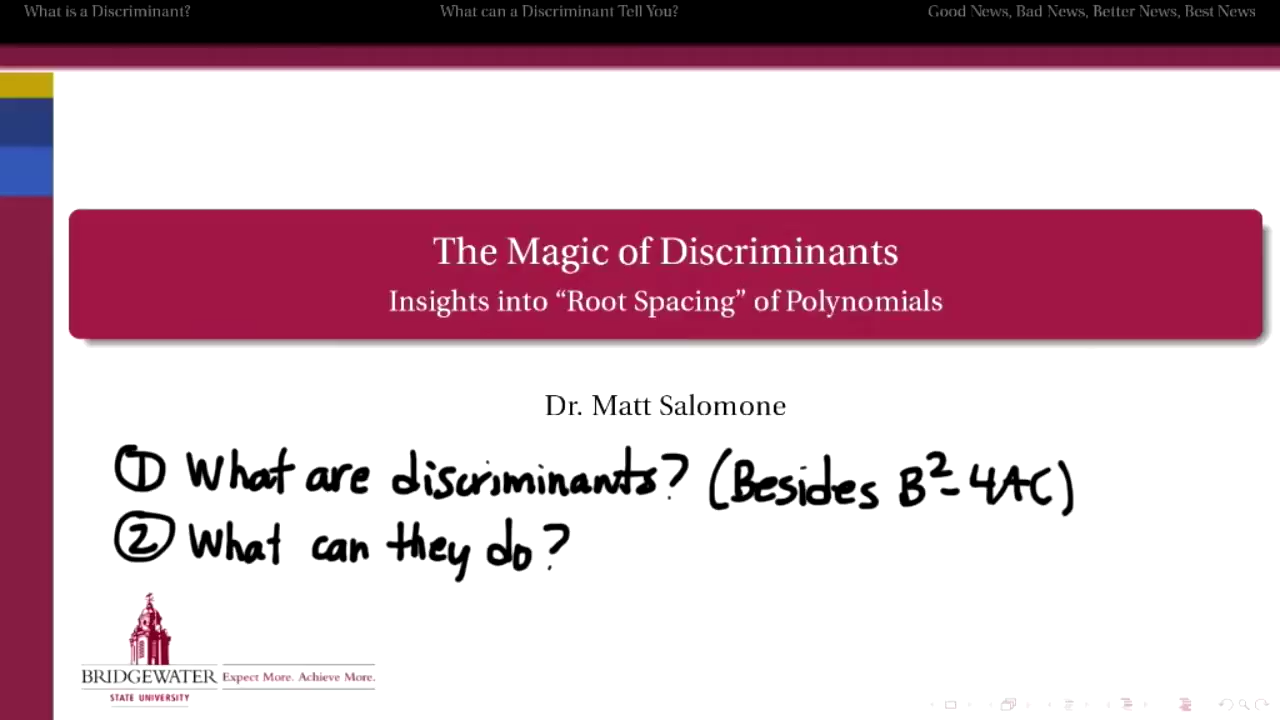 What is a Discriminant? What can a Discriminant Tell You? Good News, Bad News, Better News, Best News
The Magic of Discriminants
Insights into “Root Spacing” of Polynomials
Dr. Matt Salomone
① What are discriminants? (Besides B²-4AC)
② What can they do?
BRIDGEWATER Expect More. Achieve More.
STATE UNIVERSITY